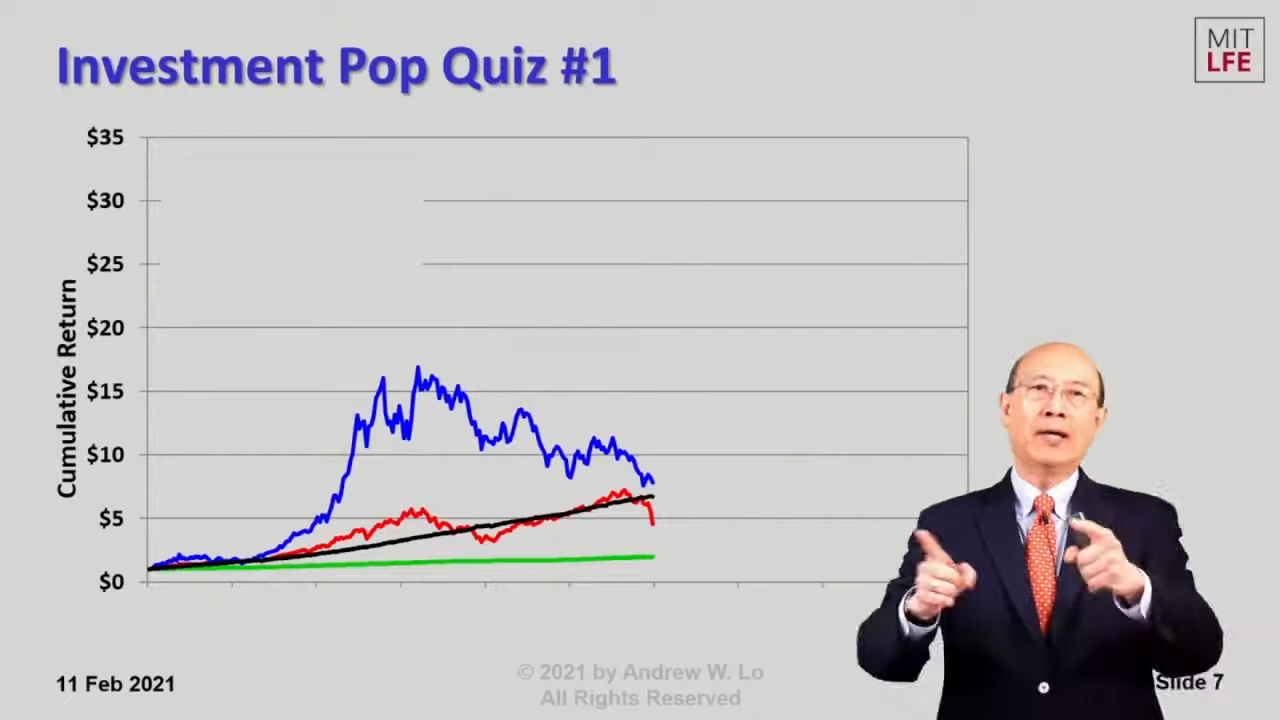 Investment Pop Quiz #1
MIT
LFE
$35
$30
$25
$20
$15
$10
$5
$0
Cumulative Return
11 Feb 2021
© 2021 by Andrew W. Lo
All Rights Reserved
Slide 7